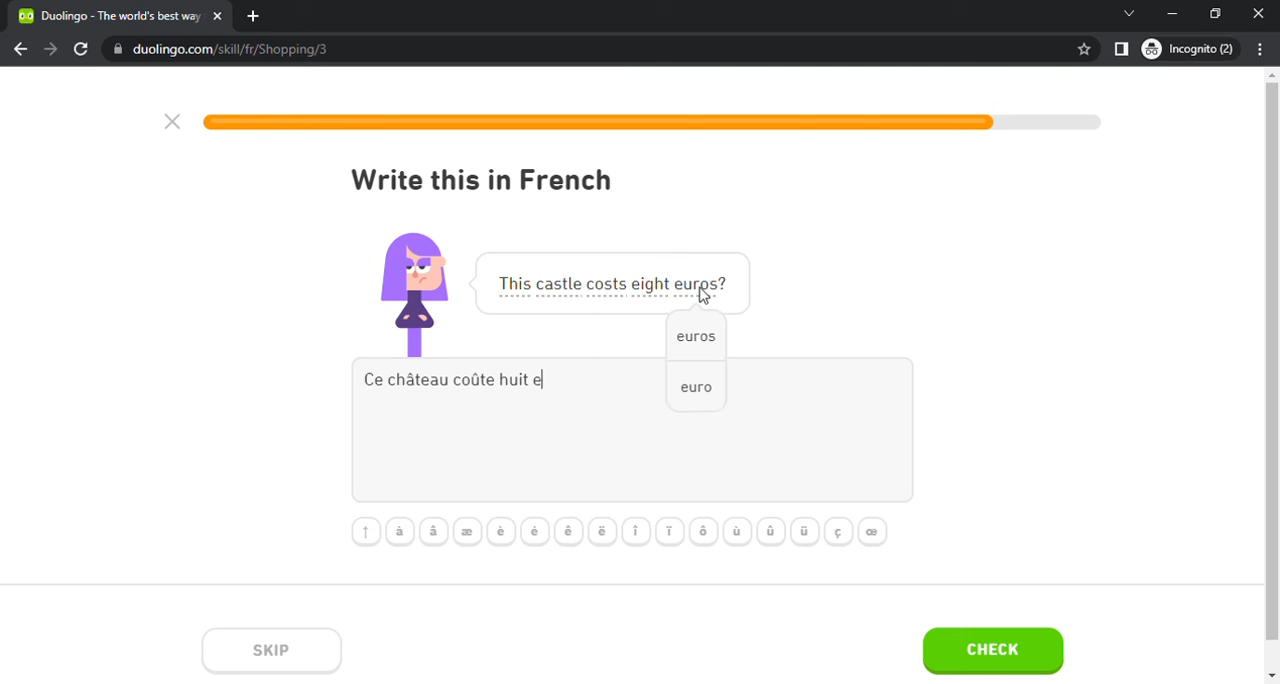 Duolingo - The world's best way
duolingo.com/skill/fr/Shopping/3
Incognito (2)
Write this in French
This castle costs eight euros?
euros
euro
Ce château coûte huit e
↑ à â æ è é ê ë î ï ô ù û ü ç œ
SKIP
CHECK